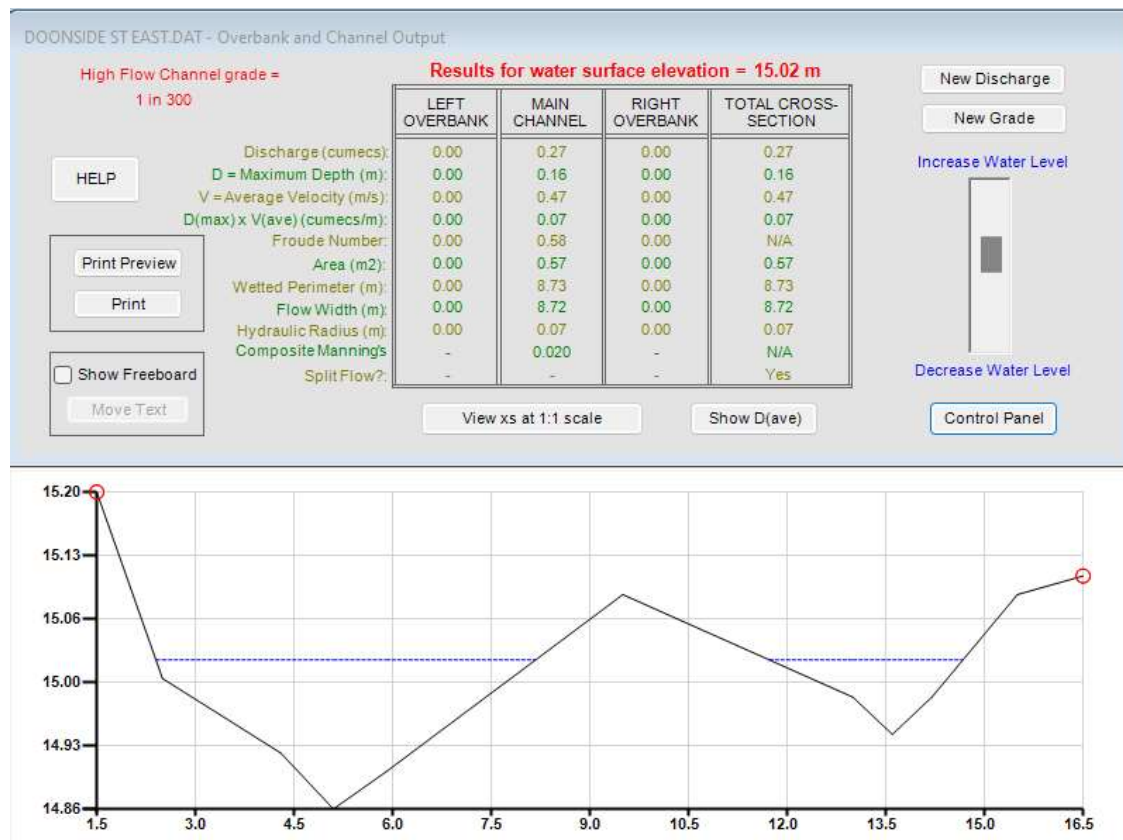 DOONSIDE ST EAST.DAT - Overbank and Channel Output
High Flow Channel grade =
1 in 300
Results for water surface elevation = 15.02 m
LEFT OVERBANK MAIN CHANNEL RIGHT OVERBANK TOTAL CROSS-SECTION
Discharge (cumecs): 0.00 0.27 0.00 0.27
D = Maximum Depth (m): 0.00 0.16 0.00 0.16
V = Average Velocity (m/s): 0.00 0.47 0.00 0.47
D(max) x V(ave) (cumecs/m): 0.00 0.07 0.00 0.07
Froude Number: 0.00 0.58 0.00 N/A
Area (m2): 0.00 0.57 0.00 0.57
Wetted Perimeter (m): 0.00 8.73 0.00 8.73
Flow Width (m): 0.00 8.72 0.00 8.72
Hydraulic Radius (m): 0.00 0.07 0.00 0.07
Composite Manning's - 0.020 - N/A
Split Flow?: - - - Yes
HELP
Print Preview
Print
Show Freeboard
Move Text
New Discharge
New Grade
Increase Water Level
Decrease Water Level
View xs at 1:1 scale
Show D(ave)
Control Panel
15.20
15.13
15.06
15.00
14.93
14.86
1.5 3.0 4.5 6.0 7.5 9.0 10.5 12.0 13.5 15.0 16.5